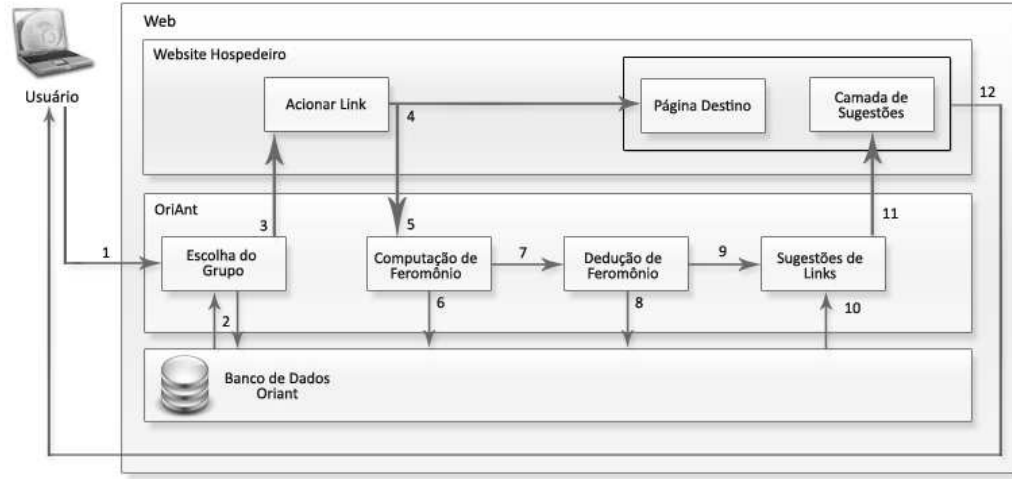 Web
Website Hospedeiro
Usuário
Acionar Link
4
Página Destino
Camada de
Sugestões
12
OriAnt
3
5
11
1
Escolha do
Grupo
Computação de
Feromônio
7
Dedução de
Feromônio
9
Sugestões de
Links
2
6
8
10
Banco de Dados
Oriant